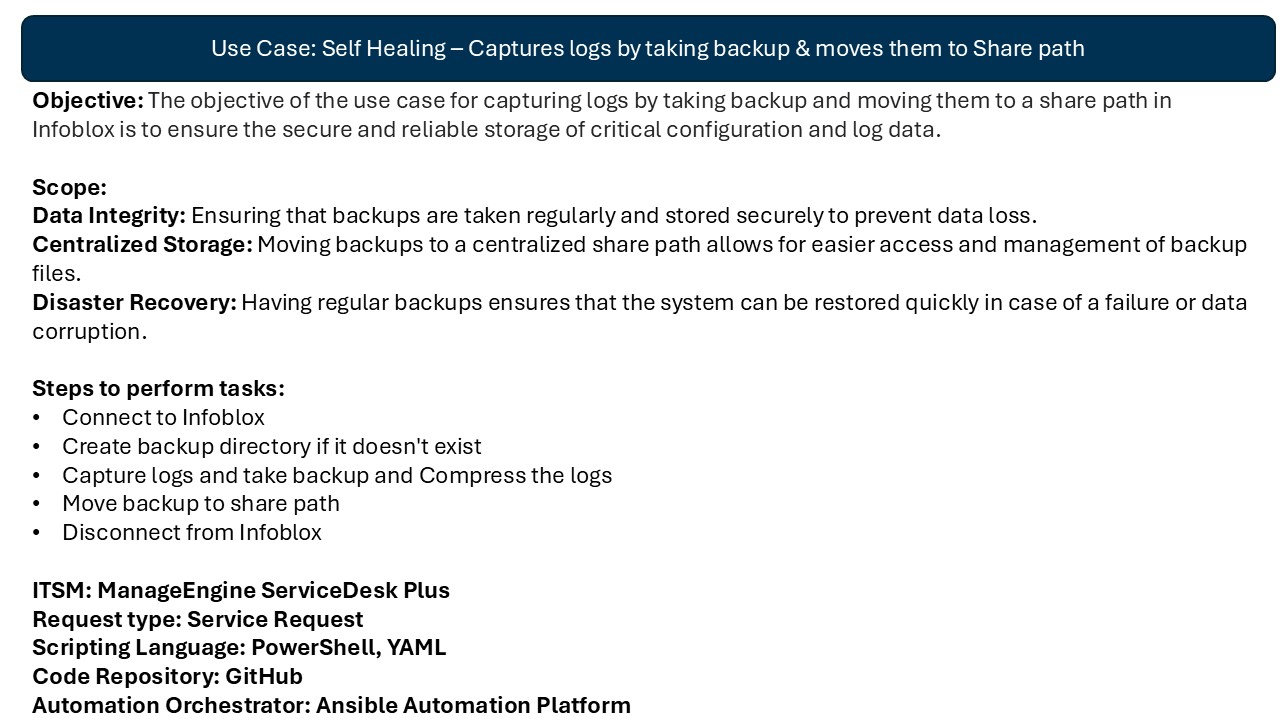 Use Case: Self Healing – Captures logs by taking backup & moves them to Share path
Objective: The objective of the use case for capturing logs by taking backup and moving them to a share path in
Infoblox is to ensure the secure and reliable storage of critical configuration and log data.
Scope:
Data Integrity: Ensuring that backups are taken regularly and stored securely to prevent data loss.
Centralized Storage: Moving backups to a centralized share path allows for easier access and management of backup
files.
Disaster Recovery: Having regular backups ensures that the system can be restored quickly in case of a failure or data
corruption.
Steps to perform tasks:
• Connect to Infoblox
• Create backup directory if it doesn't exist
• Capture logs and take backup and Compress the logs
• Move backup to share path
• Disconnect from Infoblox
ITSM: ManageEngine ServiceDesk Plus
Request type: Service Request
Scripting Language: PowerShell, YAML
Code Repository: GitHub
Automation Orchestrator: Ansible Automation Platform